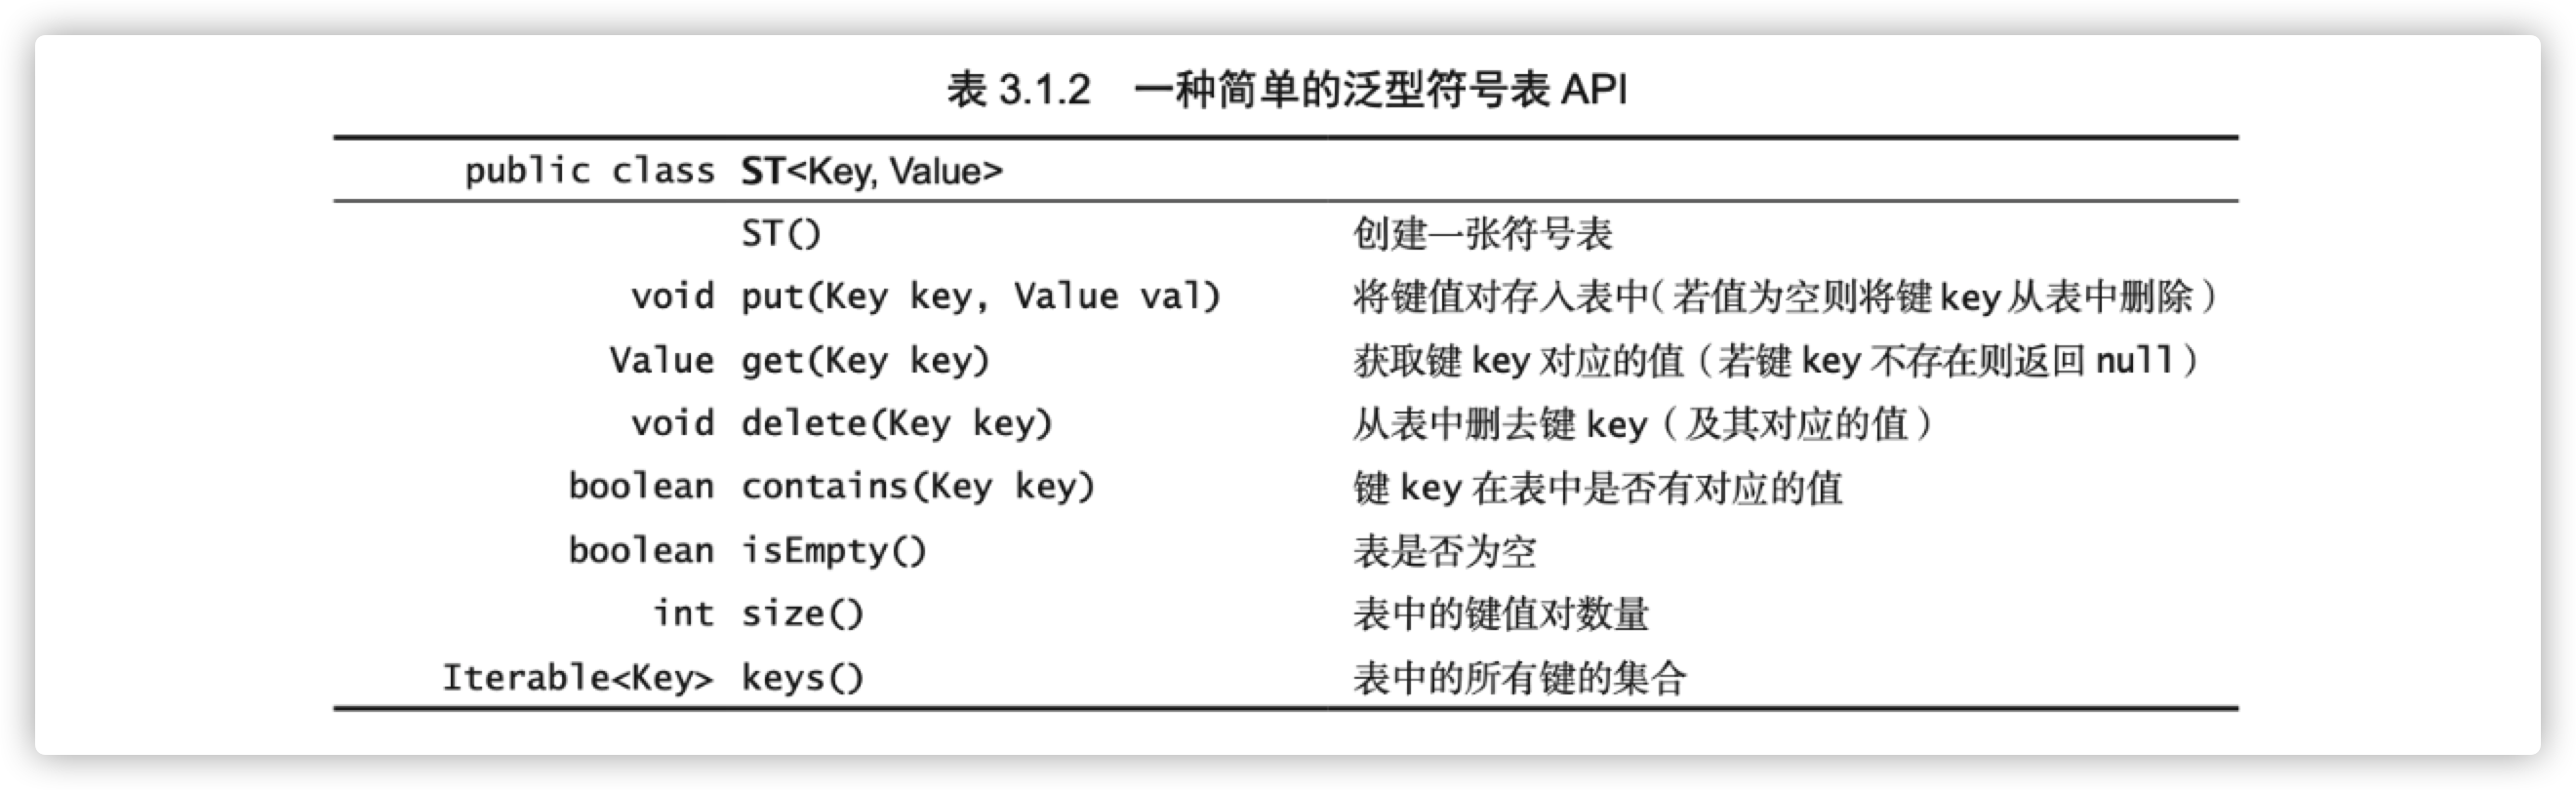 表 3.1.2 一种简单的泛型符号表 API
public class ST<Key, Value>
ST() 创建一张符号表
void put(Key key, Value val) 将键值对存入表中（若值为空则将键 key 从表中删除）
Value get(Key key) 获取键 key 对应的值（若键 key 不存在则返回 null）
void delete(Key key) 从表中删去键 key（及其对应的值）
boolean contains(Key key) 键 key 在表中是否有对应的值
boolean isEmpty() 表是否为空
int size() 表中的键值对数量
Iterable<Key> keys() 表中的所有键的集合